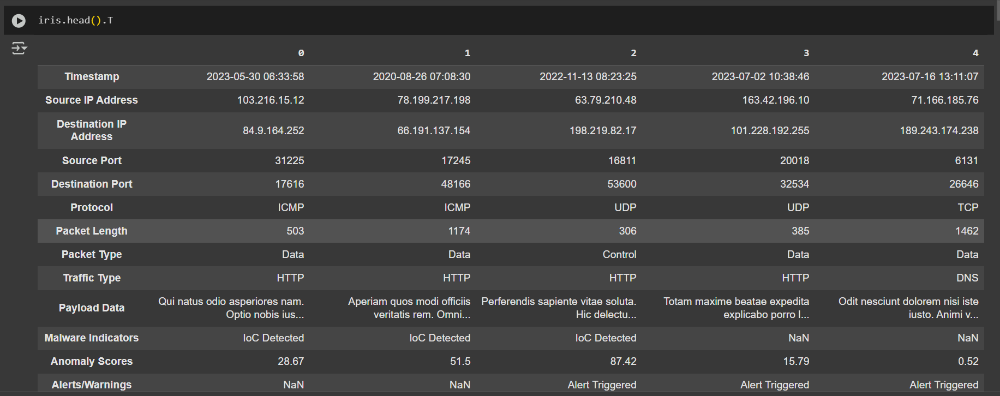 iris.head().T
0 1 2 3 4
Timestamp 2023-05-30 06:33:58 2020-08-26 07:08:30 2022-11-13 08:23:25 2023-07-02 10:38:46 2023-07-16 13:11:07
Source IP Address 103.216.15.12 78.199.217.198 63.79.210.48 163.42.196.10 71.166.185.76
Destination IP
Address 84.9.164.252 66.191.137.154 198.219.82.17 101.228.192.255 189.243.174.238
Source Port 31225 17245 16811 20018 6131
Destination Port 17616 48166 53600 32534 26646
Protocol ICMP ICMP UDP UDP TCP
Packet Length 503 1174 306 385 1462
Packet Type Data Data Control Data Data
Traffic Type HTTP HTTP HTTP HTTP DNS
Payload Data Qui natus odio asperiores nam. Aperiam quos modi officiis Perferendis sapiente vitae soluta. Totam maxime beatae expedita Odit nesciunt dolorem nisi iste
Optio nobis ius... veritatis rem. Omni... Hic delectu... explicabo porro l... iusto. Animi v...
Malware Indicators IoC Detected IoC Detected IoC Detected NaN NaN
Anomaly Scores 28.67 51.5 87.42 15.79 0.52
Alerts/Warnings NaN NaN Alert Triggered Alert Triggered Alert Triggered